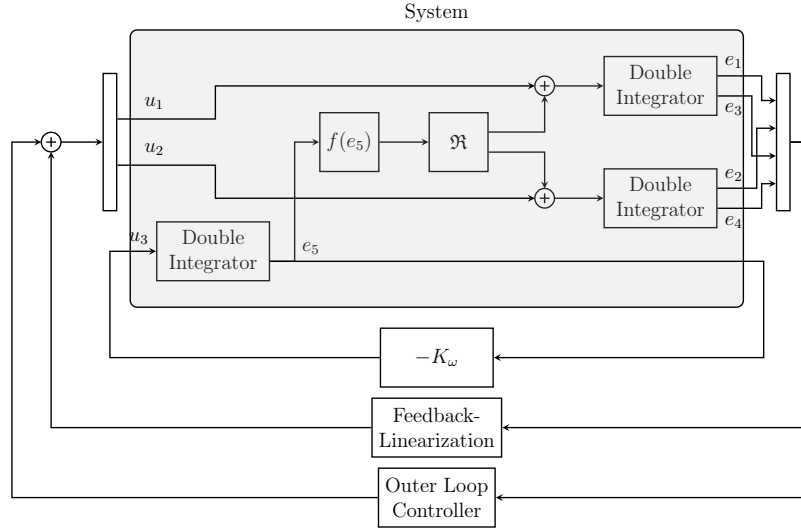 System
u₁
u₂
u₃
f(e₅)
ℜ
Double
Integrator
e₁
e₃
Double
Integrator
e₂
e₄
Double
Integrator
e₅
+
+
+
−K_ω
Feedback-
Linearization
Outer Loop
Controller